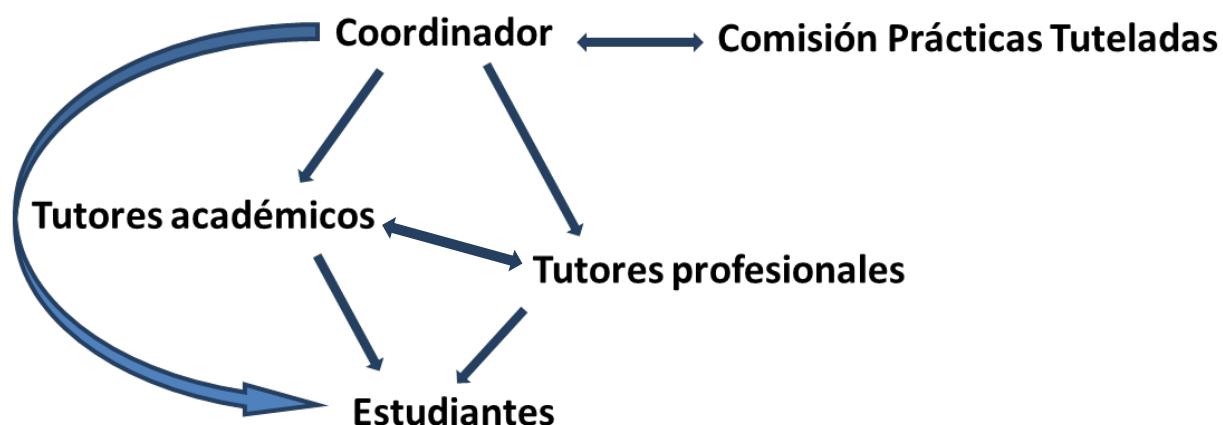 Coordinador
Comisión Prácticas Tuteladas
Tutores académicos
Tutores profesionales
Estudiantes